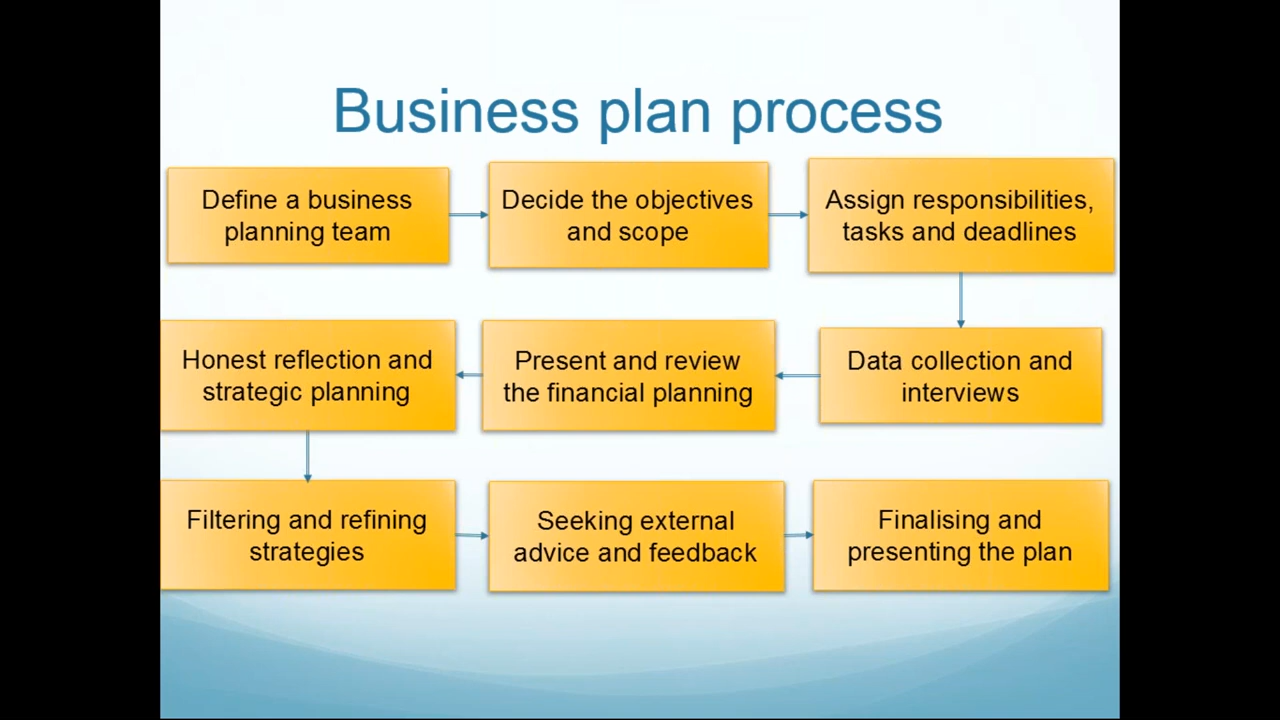 Business plan process
Define a business
planning team
Decide the objectives
and scope
Assign responsibilities,
tasks and deadlines
Data collection and
interviews
Present and review
the financial planning
Honest reflection and
strategic planning
Filtering and refining
strategies
Seeking external
advice and feedback
Finalising and
presenting the plan